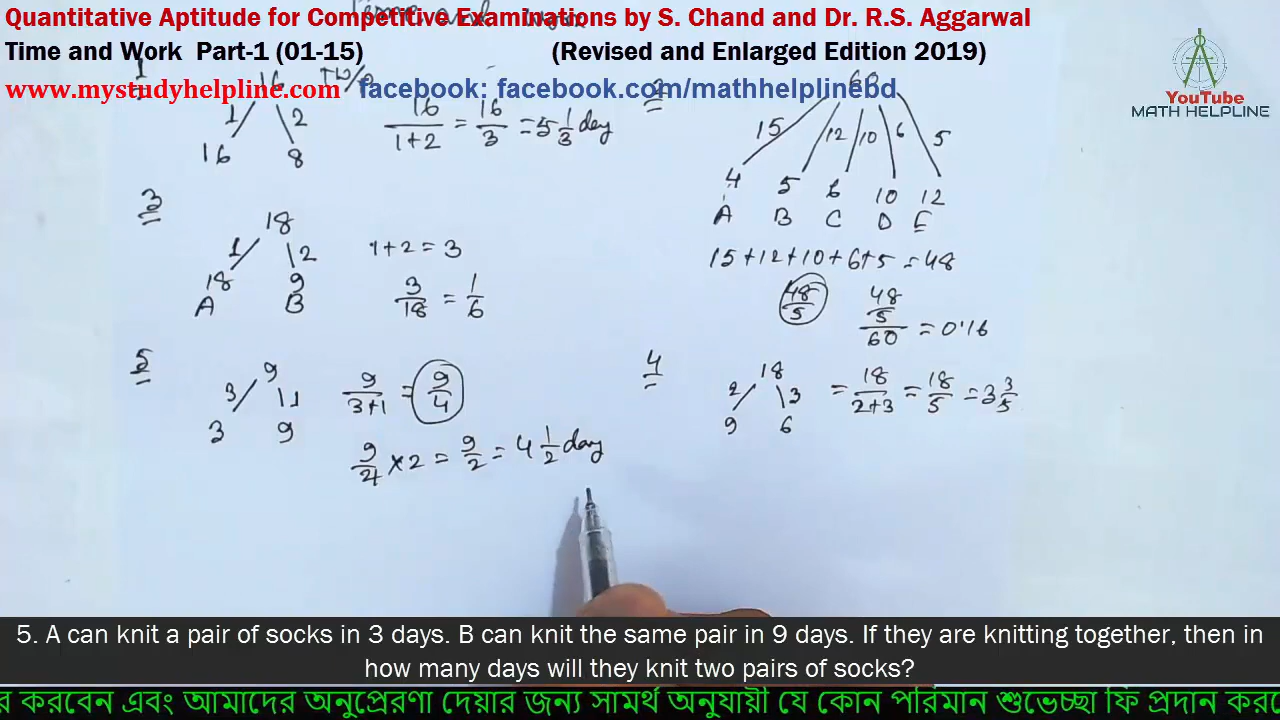 Quantitative Aptitude for Competitive Examinations by S. Chand and Dr. R.S. Aggarwal
Time and Work Part-1 (01-15) (Revised and Enlarged Edition 2019)
www.mystudyhelpline.com facebook: facebook.com/mathhelplinebd
YouTube
MATH HELPLINE
1
16
1 2
16 8
16/1+2 = 16/3 = 5 1/3 day
2
60
15 12 10 6 5
4 5 6 10 12
A B C D E
15+12+10+6+5 = 48
48/5
48/5/60 = 0.16
3
18
1 2
18 9
A B
1+2 = 3
3/18 = 1/6
4
18
2 3
9 6
= 18/2+3 = 18/5 = 3 3/5
5
9
3 1
3 9
9/3+1 = 9/4
9/4 × 2 = 9/2 = 4 1/2 day
5. A can knit a pair of socks in 3 days. B can knit the same pair in 9 days. If they are knitting together, then in
how many days will they knit two pairs of socks?
র করবেন এবং আমাদের অনুপ্রেরণা দেয়ার জন্য সামর্থ অনুযায়ী যে কোন পরিমান শুভেচ্ছা ফি প্রদান কর